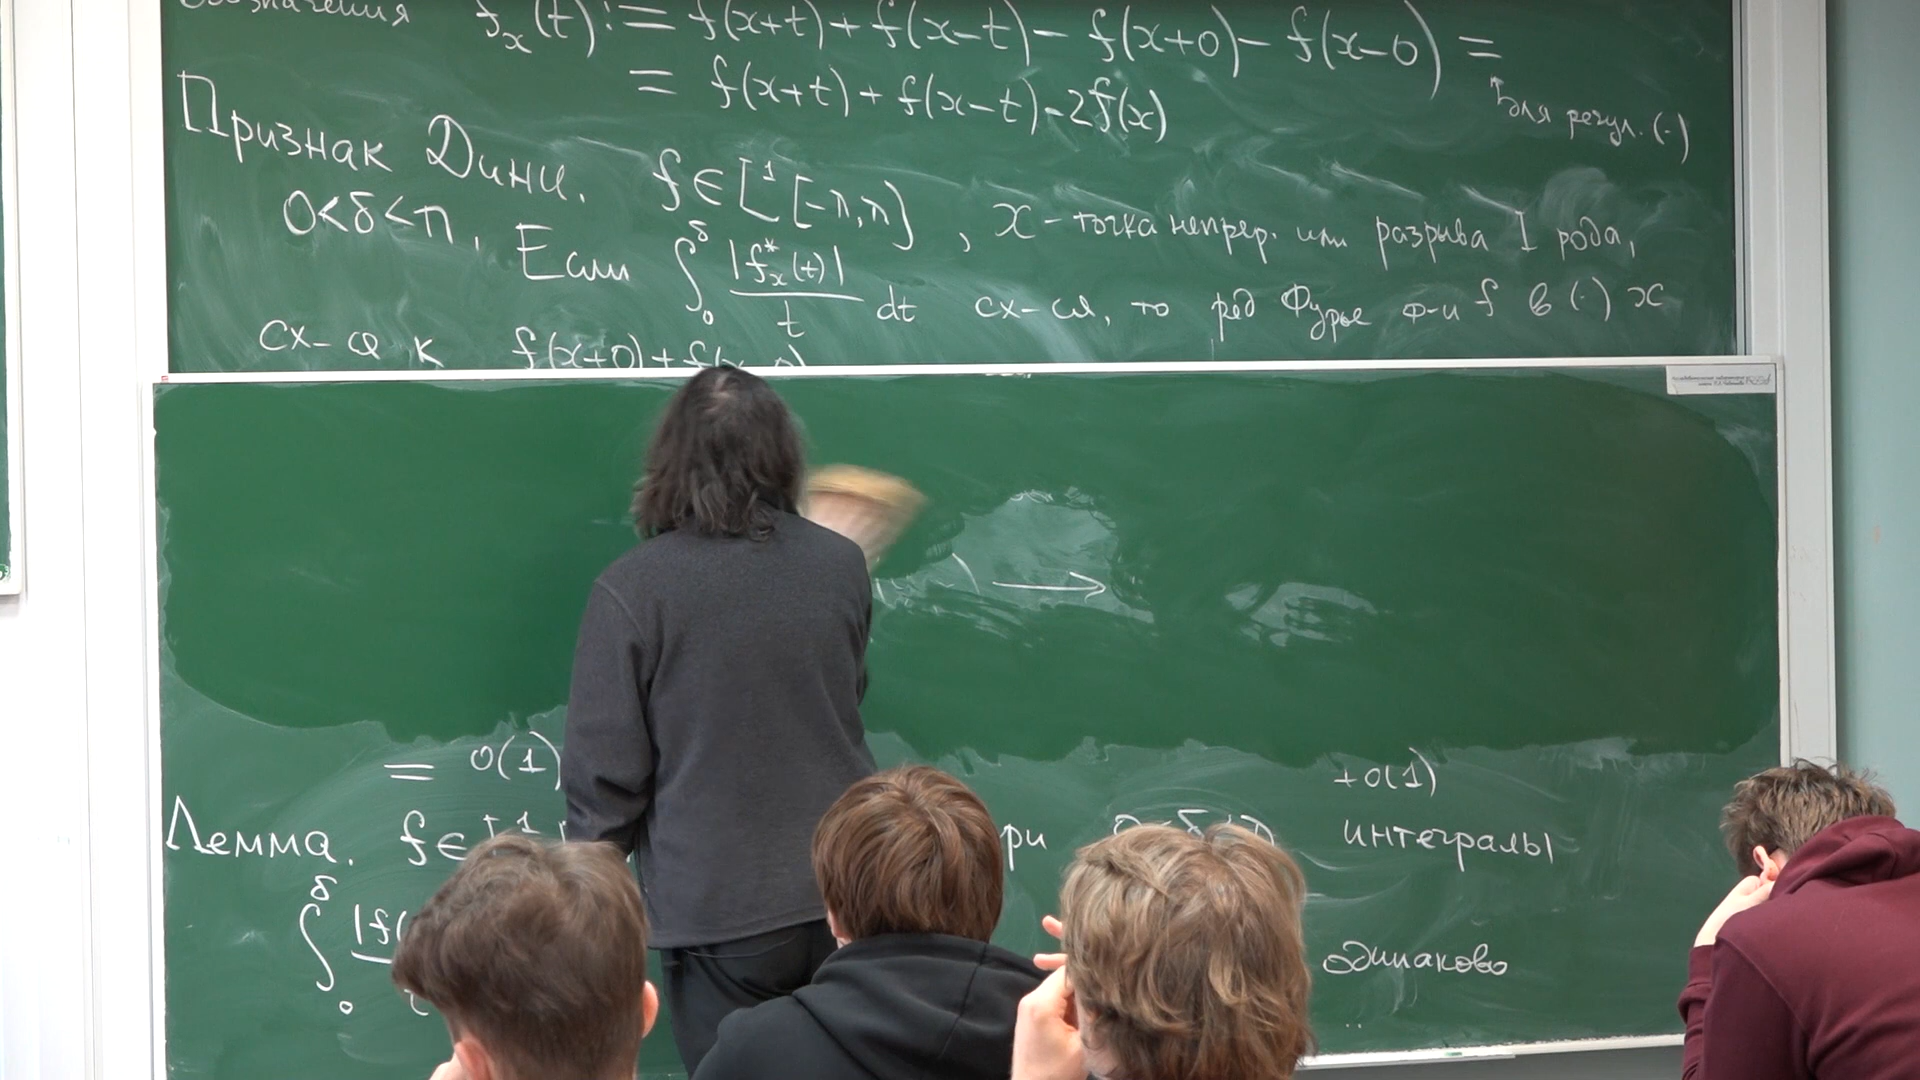 Обозначения f*ₓ(t) := f(x+t) + f(x-t) - f(x+0) - f(x-0) =
= f(x+t) + f(x-t) - 2f(x)
для регул. (·)
Признак Дини. f ∈ L¹[-π,π], x - точка непрер. или разрыва I рода,
0<δ<π. Если ∫₀^δ |f*ₓ(t)|/t dt сх-ся, то ряд Фурье ф-и f в (·) x
сх-ся к f(x+0) + f(x-0)
→
= o(1) +o(1)
Лемма. f ∈ L¹ при 0<δ<π интегралы
∫₀^δ |f( t одинаково